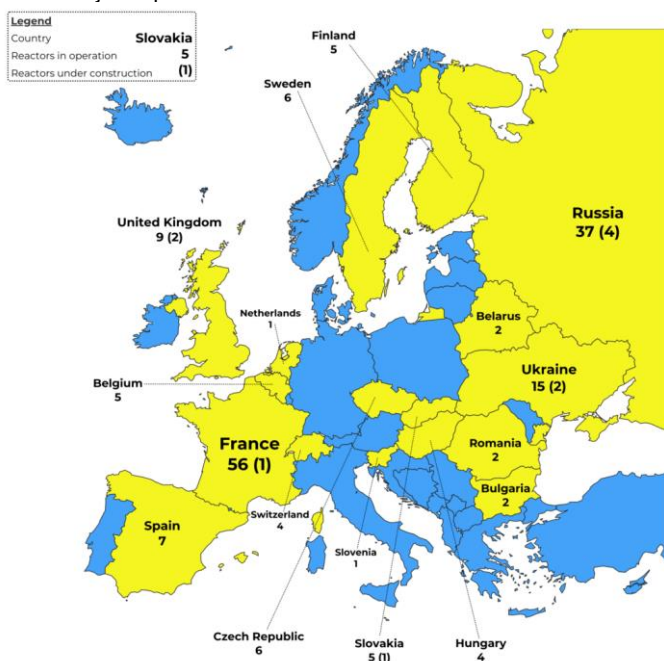 Legend
Country Slovakia
Reactors in operation 5
Reactors under construction (1)
Finland
5
Sweden
6
United Kingdom
9 (2)
Russia
37 (4)
Netherlands
1
Belarus
2
Belgium
5
Ukraine
15 (2)
France
56 (1)
Romania
2
Bulgaria
2
Spain
7
Switzerland
4
Slovenia
1
Czech Republic
6
Slovakia
5 (1)
Hungary
4